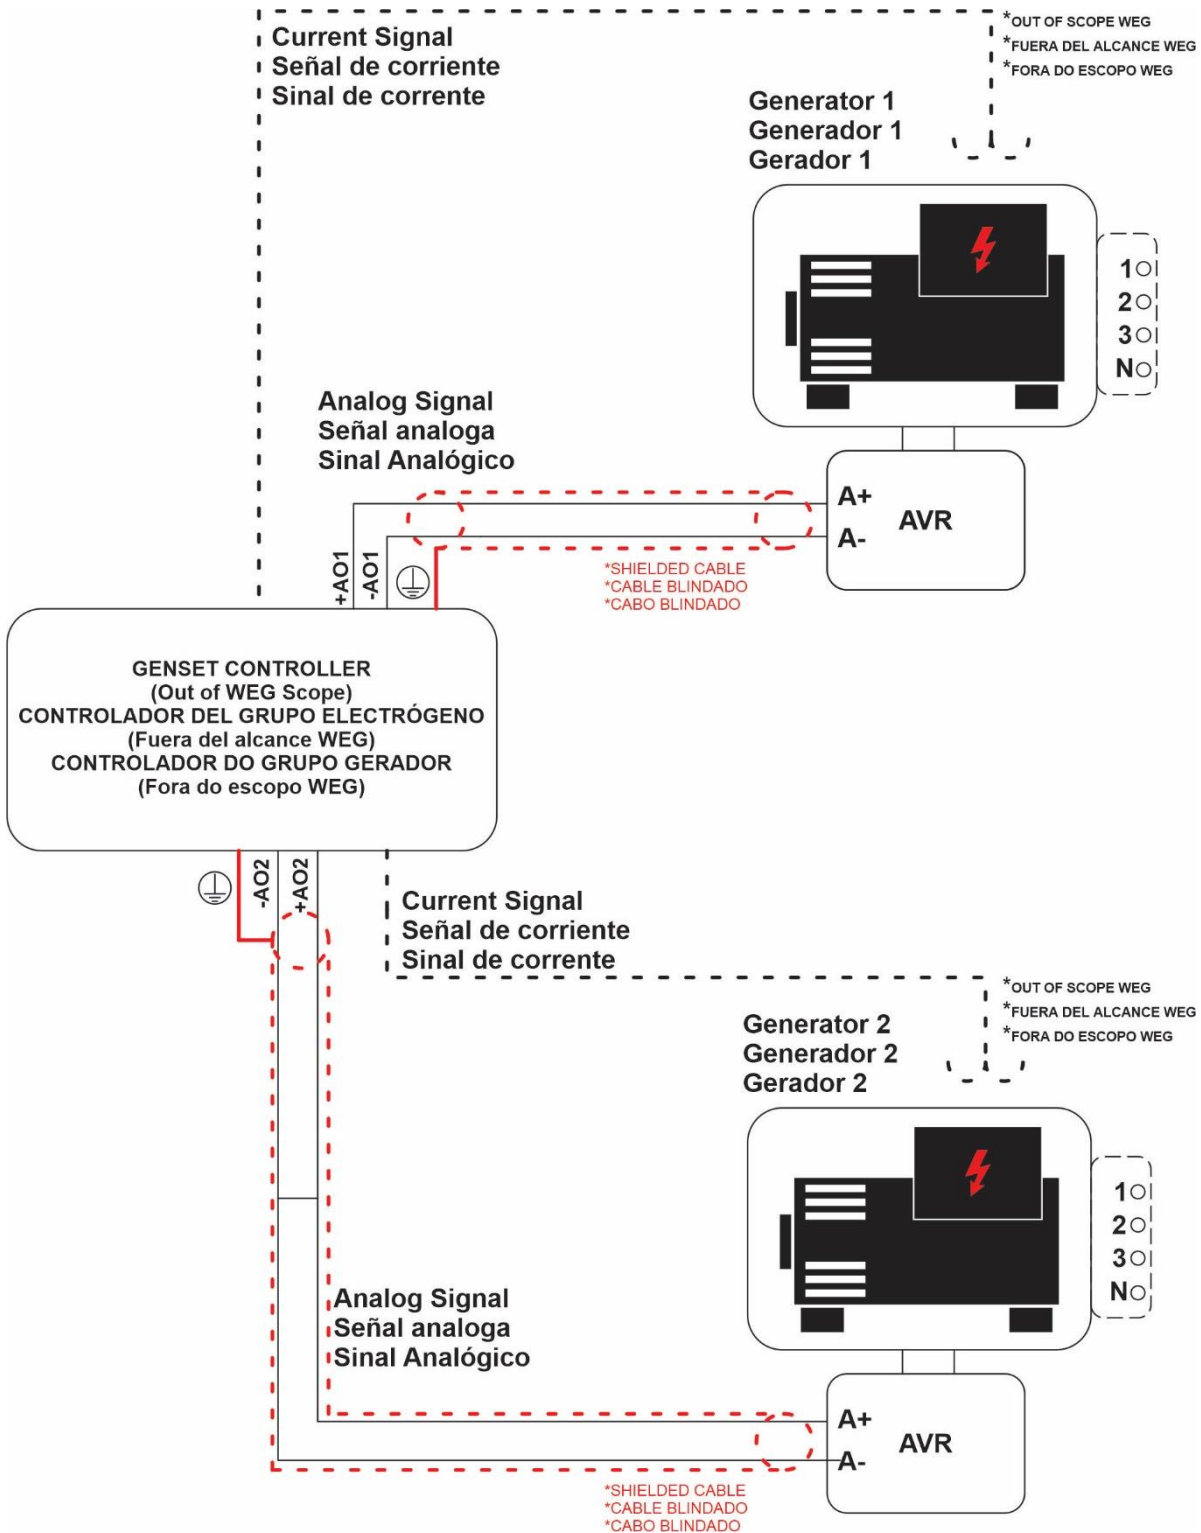 Current Signal
Señal de corriente
Sinal de corrente
*OUT OF SCOPE WEG
*FUERA DEL ALCANCE WEG
*FORA DO ESCOPO WEG
Generator 1
Generador 1
Gerador 1
1
2
3
N
Analog Signal
Señal analoga
Sinal Analógico
A+
AVR
A-
+AO1
-AO1
*SHIELDED CABLE
*CABLE BLINDADO
*CABO BLINDADO
GENSET CONTROLLER
(Out of WEG Scope)
CONTROLADOR DEL GRUPO ELECTRÓGENO
(Fuera del alcance WEG)
CONTROLADOR DO GRUPO GERADOR
(Fora do escopo WEG)
-AO2
+AO2
Current Signal
Señal de corriente
Sinal de corrente
*OUT OF SCOPE WEG
*FUERA DEL ALCANCE WEG
*FORA DO ESCOPO WEG
Generator 2
Generador 2
Gerador 2
1
2
3
N
Analog Signal
Señal analoga
Sinal Analógico
A+
AVR
A-
*SHIELDED CABLE
*CABLE BLINDADO
*CABO BLINDADO